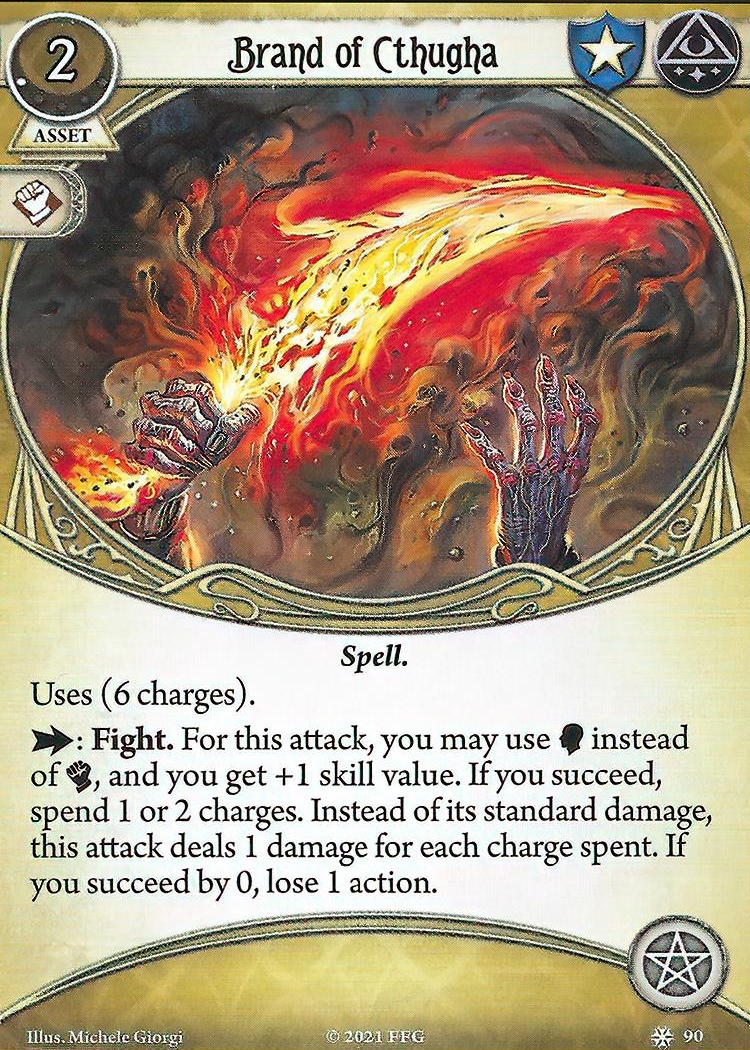 2
Brand of Cthugha
ASSET
Spell.
Uses (6 charges).
: Fight. For this attack, you may use instead
of , and you get +1 skill value. If you succeed,
spend 1 or 2 charges. Instead of its standard damage,
this attack deals 1 damage for each charge spent. If
you succeed by 0, lose 1 action.
Illus. Michele Giorgi
© 2021 FFG
90